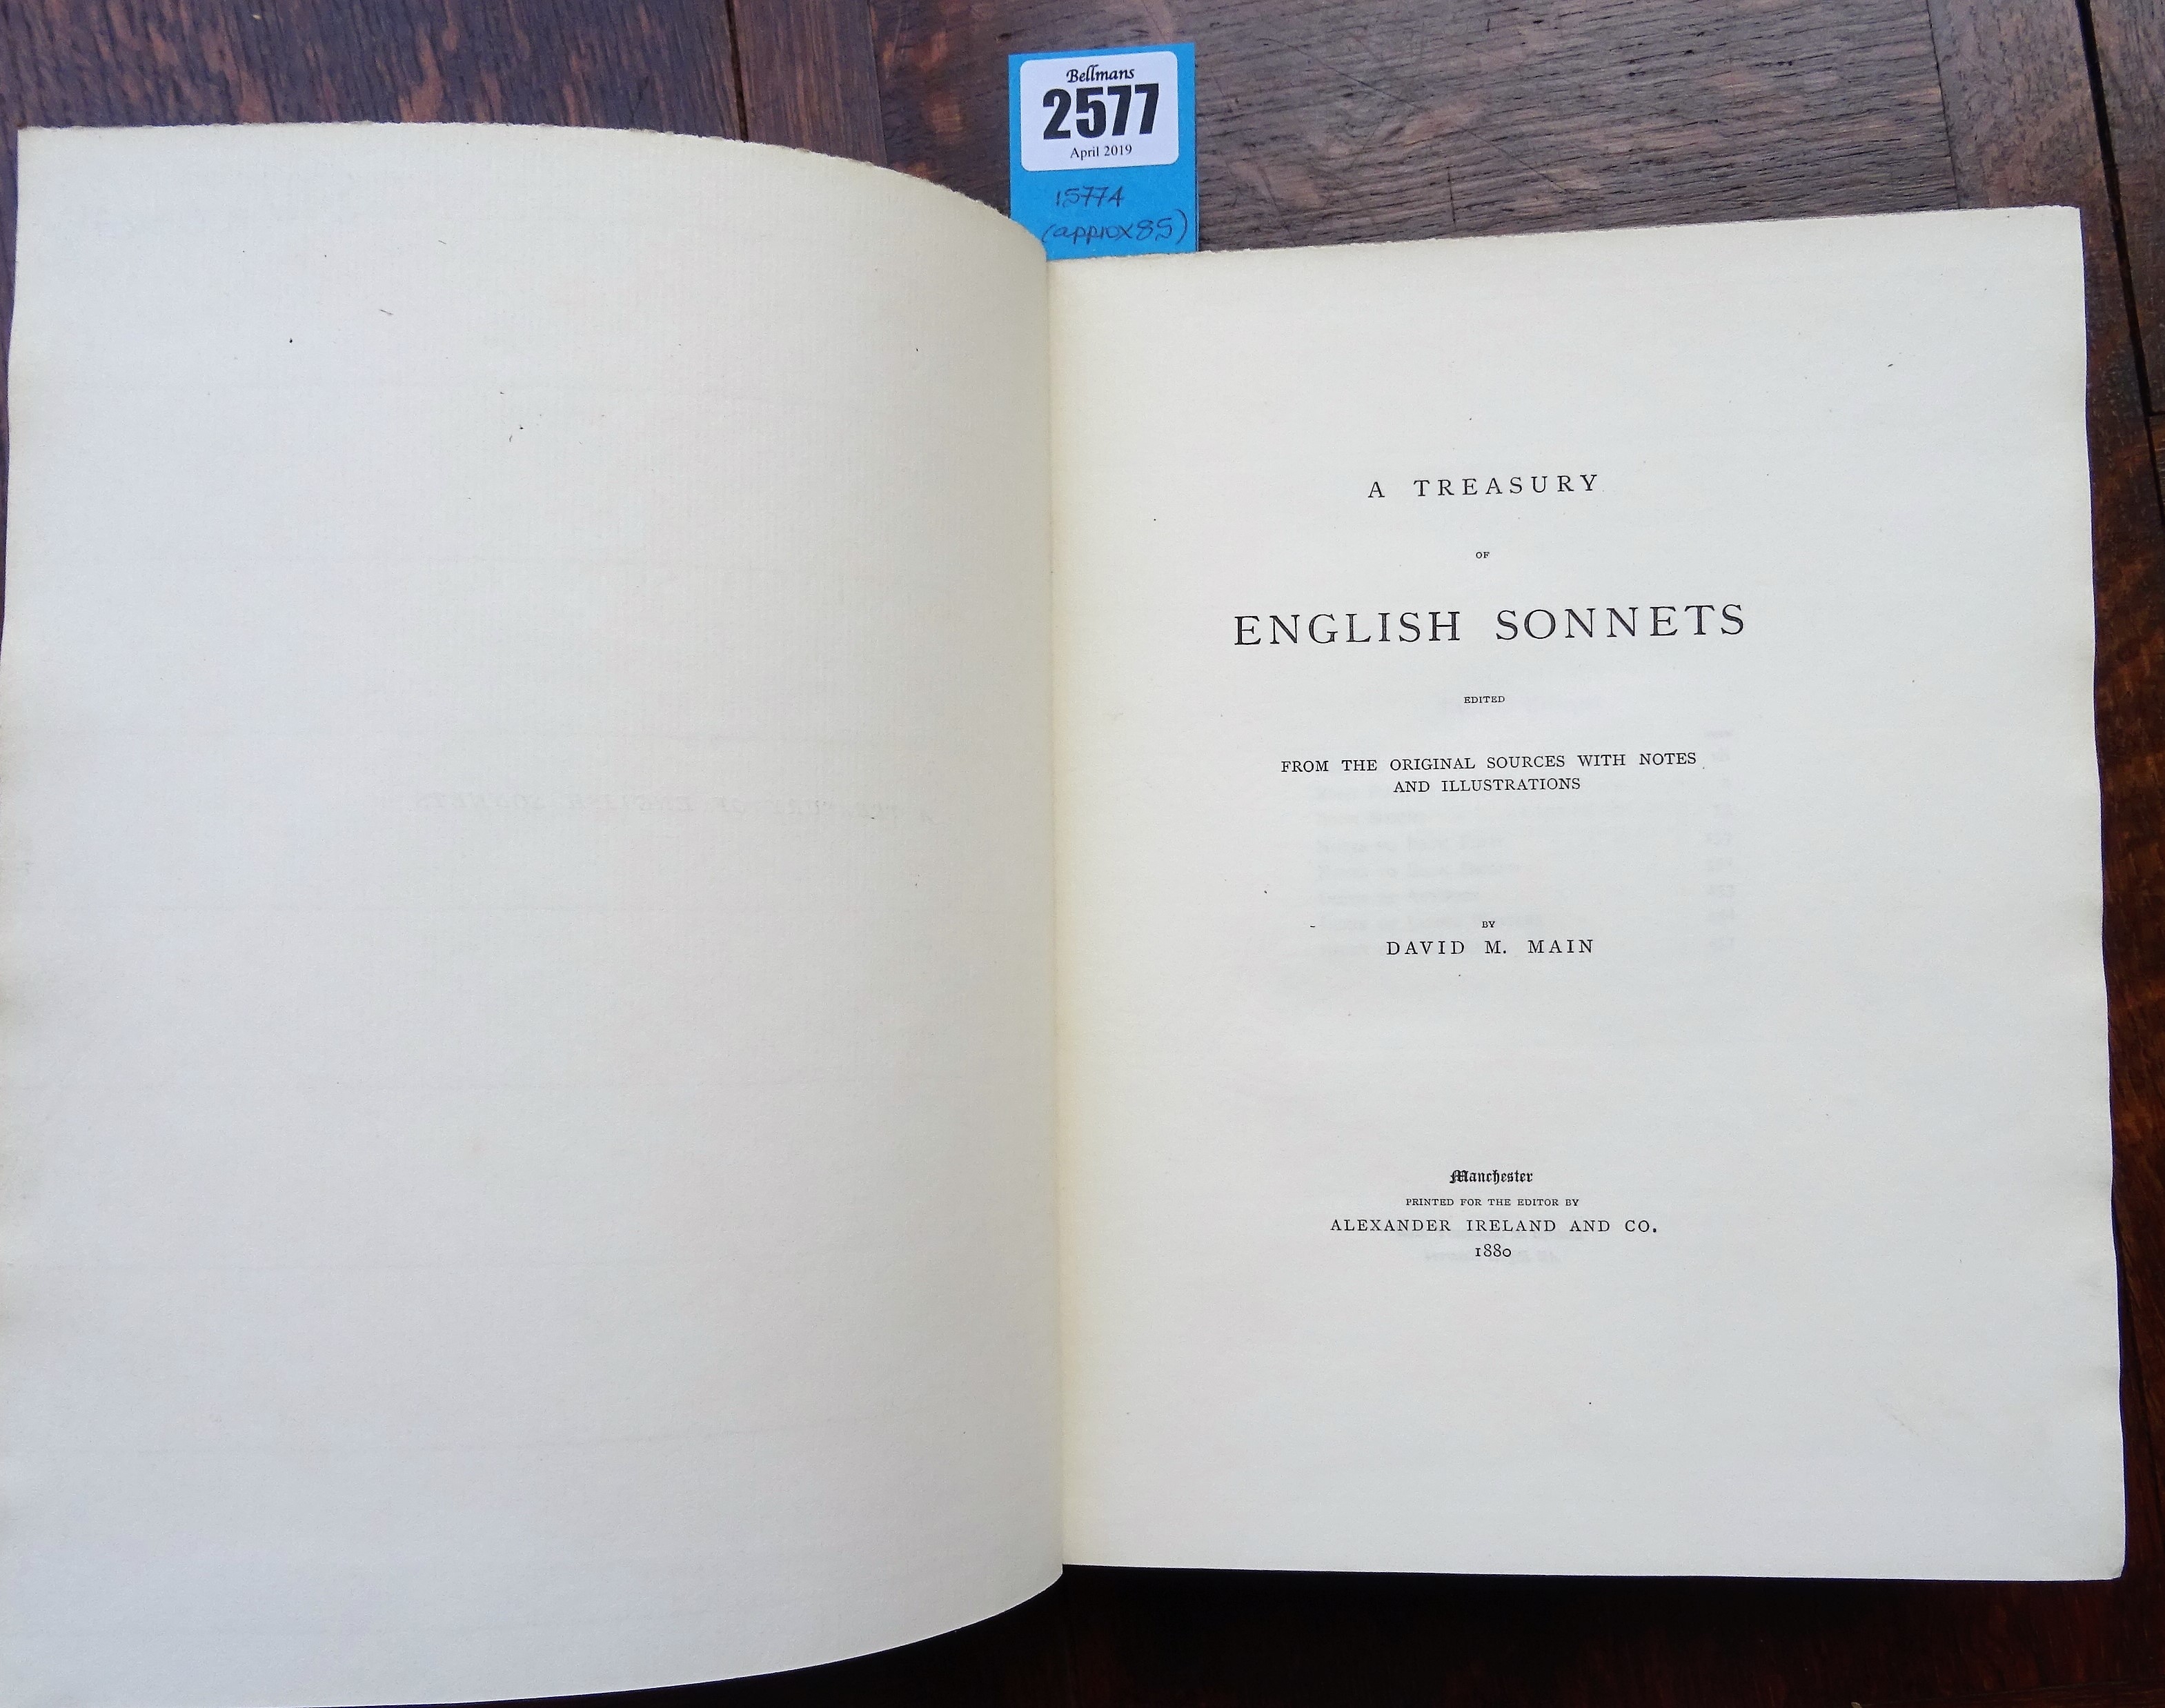 Bellmans
2577
April 2019
15774
(approx 85)
A TREASURY
OF
ENGLISH SONNETS
EDITED
FROM THE ORIGINAL SOURCES WITH NOTES
AND ILLUSTRATIONS
BY
DAVID M. MAIN
Manchester
PRINTED FOR THE EDITOR BY
ALEXANDER IRELAND AND CO.
1880